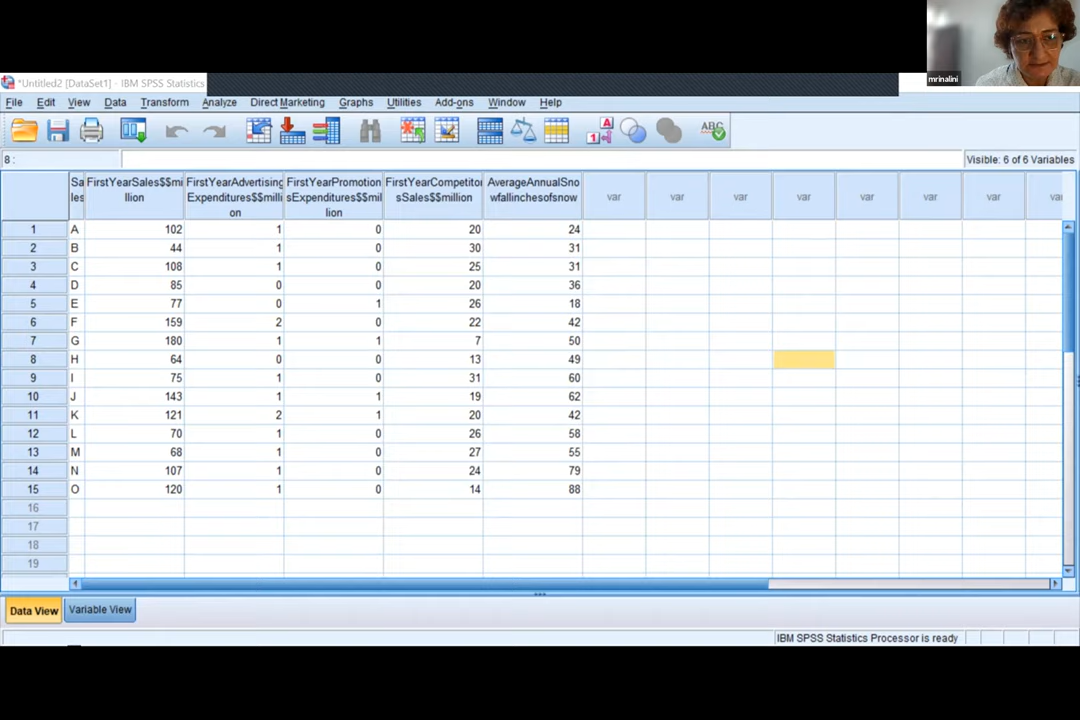 mrinalini
*Untitled2 [DataSet1] - IBM SPSS Statistics
File Edit View Data Transform Analyze Direct Marketing Graphs Utilities Add-ons Window Help
8 :
Visible: 6 of 6 Variables
Sales FirstYearSales$$million FirstYearAdvertisingExpenditures$$million FirstYearPromotionsExpenditures$$million FirstYearCompetitorsSales$$million AverageAnnualSnowfallinchesofsnow var var var var var var var va
1 A 102 1 0 20 24
2 B 44 1 0 30 31
3 C 108 1 0 25 31
4 D 85 0 0 20 36
5 E 77 0 1 26 18
6 F 159 2 0 22 42
7 G 180 1 1 7 50
8 H 64 0 0 13 49
9 I 75 1 0 31 60
10 J 143 1 1 19 62
11 K 121 2 1 20 42
12 L 70 1 0 26 58
13 M 68 1 0 27 55
14 N 107 1 0 24 79
15 O 120 1 0 14 88
16
17
18
19
Data View Variable View
IBM SPSS Statistics Processor is ready